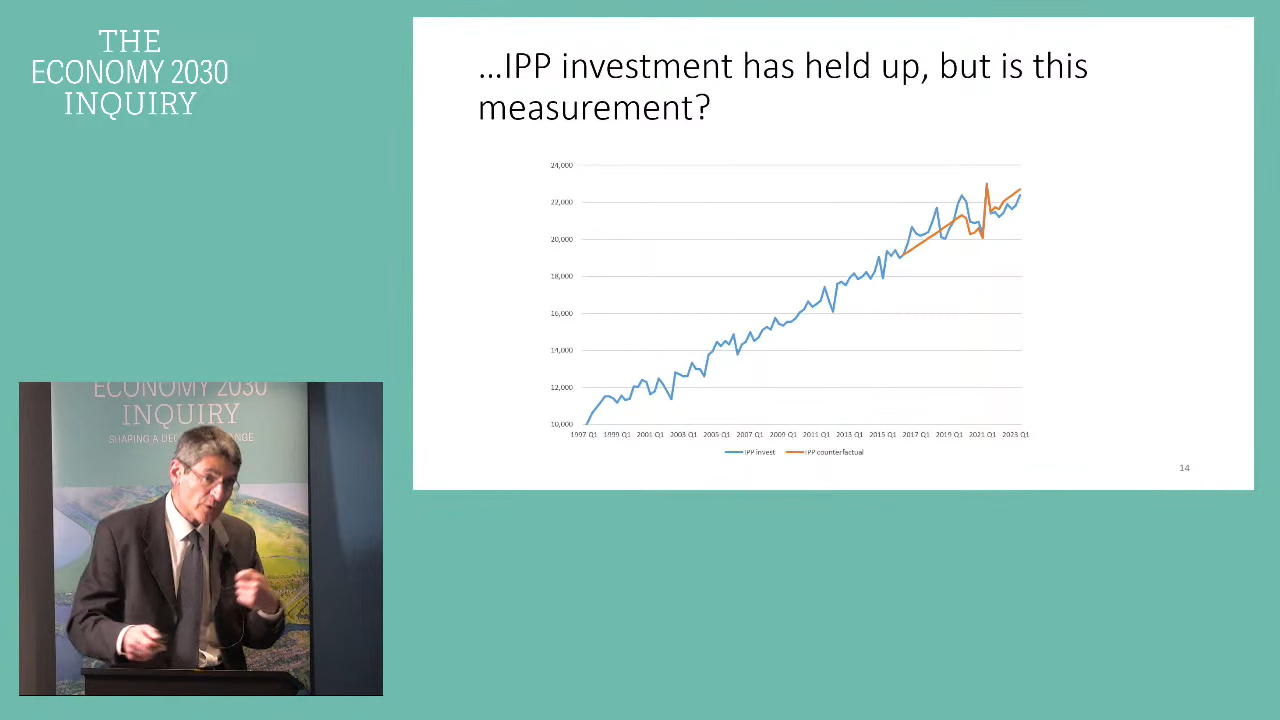 THE
ECONOMY 2030
INQUIRY
…IPP investment has held up, but is this
measurement?
24,000
22,000
20,000
18,000
16,000
14,000
12,000
10,000
1997 Q1 1999 Q1 2001 Q1 2003 Q1 2005 Q1 2007 Q1 2009 Q1 2011 Q1 2013 Q1 2015 Q1 2017 Q1 2019 Q1 2021 Q1 2023 Q1
IPP invest IPP counterfactual
14
ECONOMY 2030
INQUIRY
SHAPING A